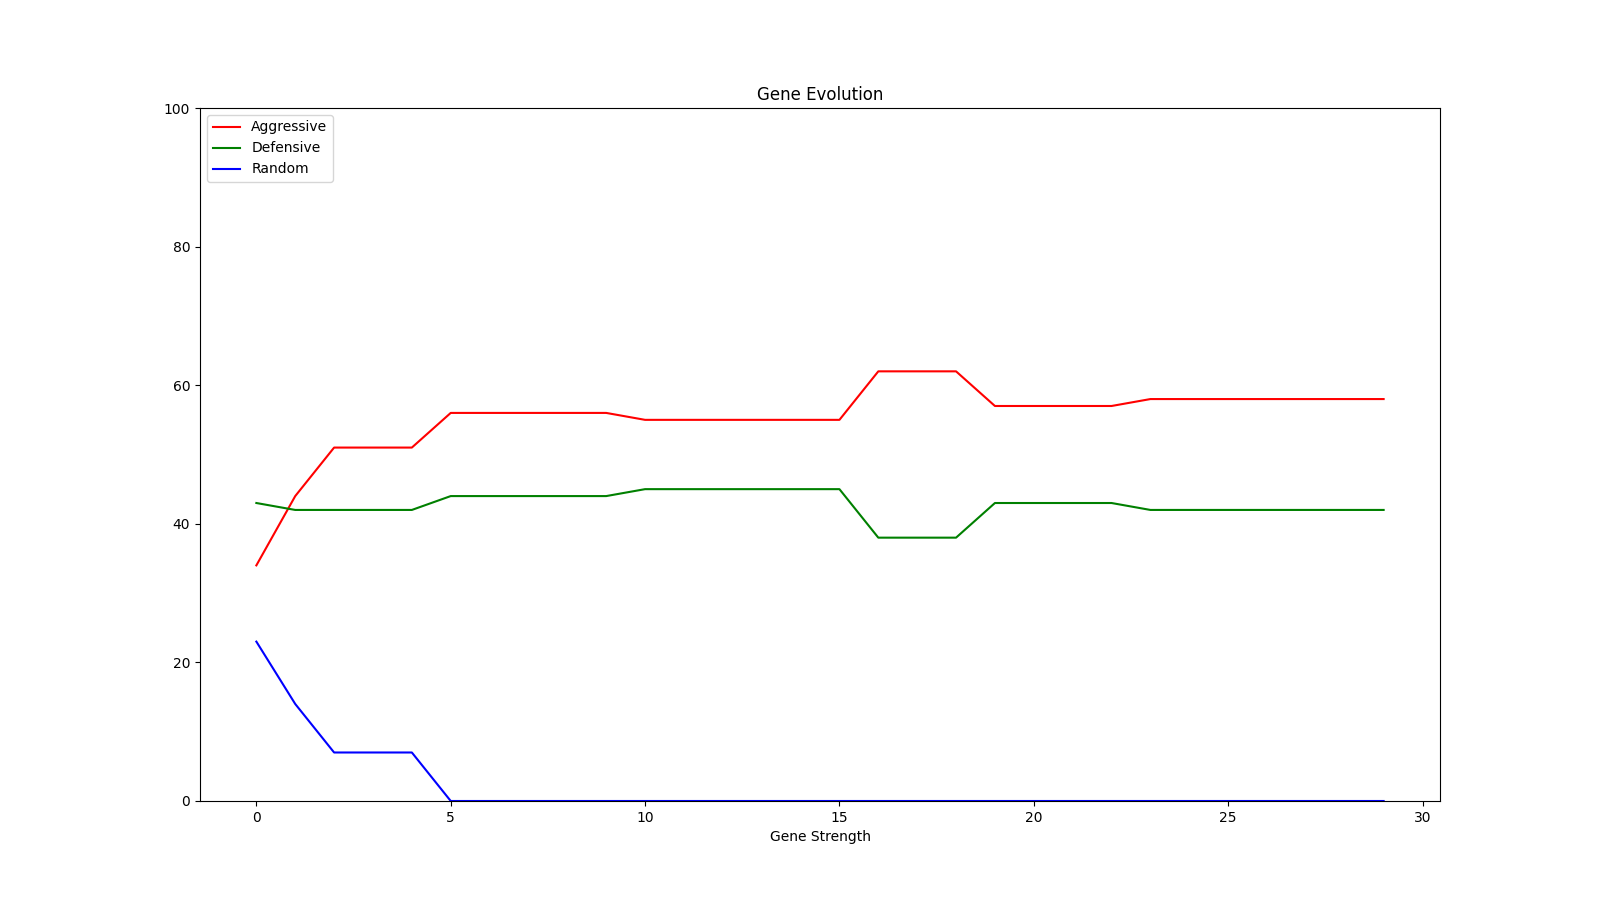 Gene Evolution
100
80
60
40
20
0
Aggressive
Defensive
Random
0 5 10 15 20 25 30
Gene Strength